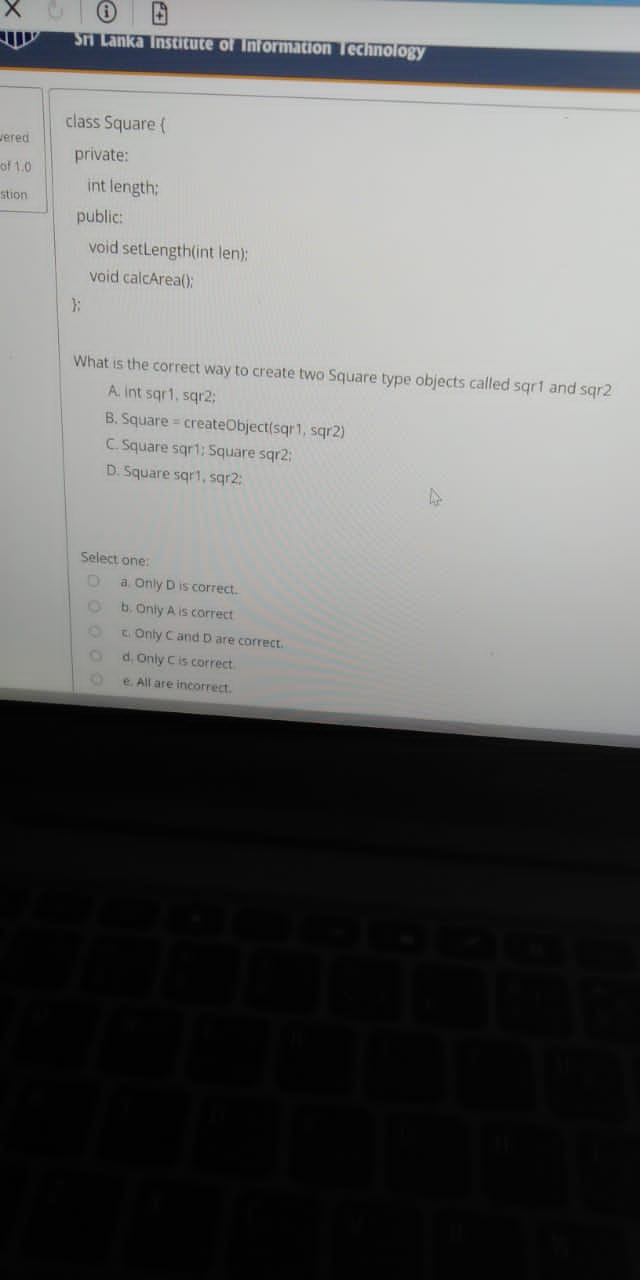 Sri Lanka Institute of Information Technology
of 1.0
class Square {
private:
int length;
public:
void setLength(int len);
void calcArea();
};
What is the correct way to create two Square type objects called sqr1 and sqr2
A. int sqr1, sqr2;
B. Square = createObject(sqr1, sqr2)
C. Square sqr1; Square sqr2;
D. Square sqr1, sqr2;
Select one:
a. Only D is correct.
b. Only A is correct
c. Only C and D are correct.
d. Only C is correct.
e. All are incorrect.